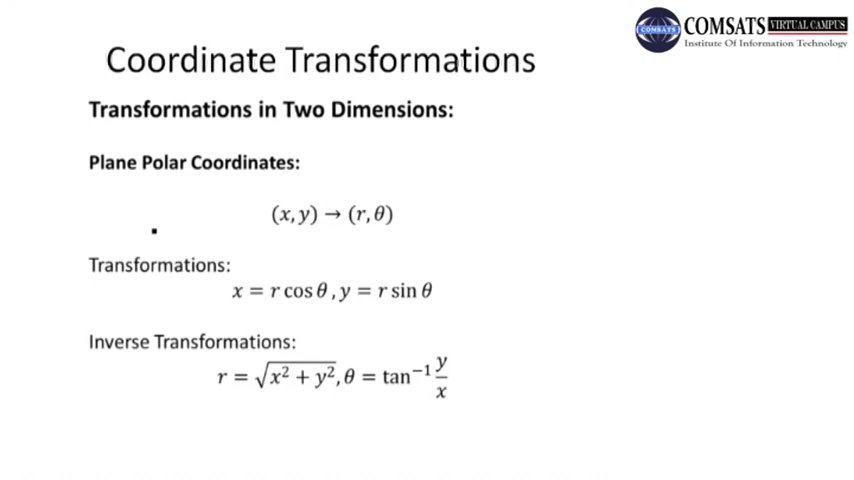 COMSATS VIRTUAL CAMPUS
COMSATS
Institute Of Information Technology
Coordinate Transformations
Transformations in Two Dimensions:
Plane Polar Coordinates:
(x, y) → (r, θ)
Transformations:
x = r cos θ , y = r sin θ
Inverse Transformations:
r = √(x² + y²), θ = tan⁻¹ y/x